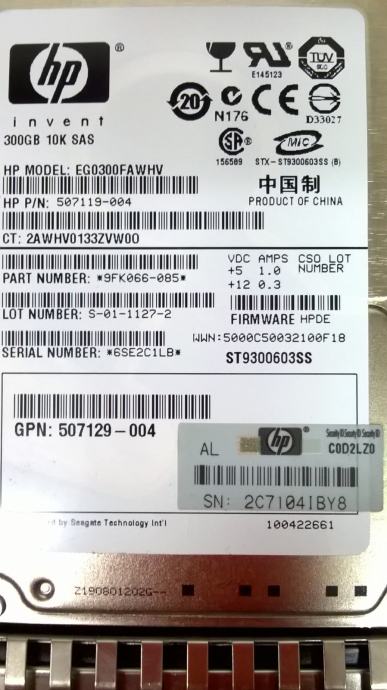 hp ®
invent
300GB 10K SAS
E145123
TUV
20
N176
CE
D33027
156589
STX-ST9300603SS (B)
HP MODEL: EG0300FAWHV
中国制
HP P/N: 507119-004
PRODUCT OF CHINA
CT: 2AWHV0133ZVW00
VDC AMPS CSO LOT
+5 1.0 NUMBER
+12 0.3
PART NUMBER: *9FK066-085*
LOT NUMBER: S-01-1127-2
FIRMWARE HPDE
WWN:5000C50032100F18
SERIAL NUMBER: *6SE2C1LB*
ST9300603SS
GPN: 507129-004
AL
hp ®
C0D2LZ0
SN: 2C7104IBY8
by Seagate Technology Int'l
100422661
Z190801202G--